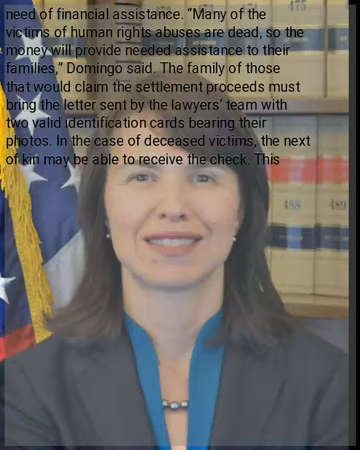 need of financial assistance. “Many of the
victims of human rights abuses are dead, so the
money will provide needed assistance to their
families,” Domingo said. The family of those
that would claim the settlement proceeds must
bring the letter sent by the lawyers’ team with
two valid identification cards bearing their
photos. In the case of deceased victims, the next
of kin may be able to receive the check. This
475
488
489